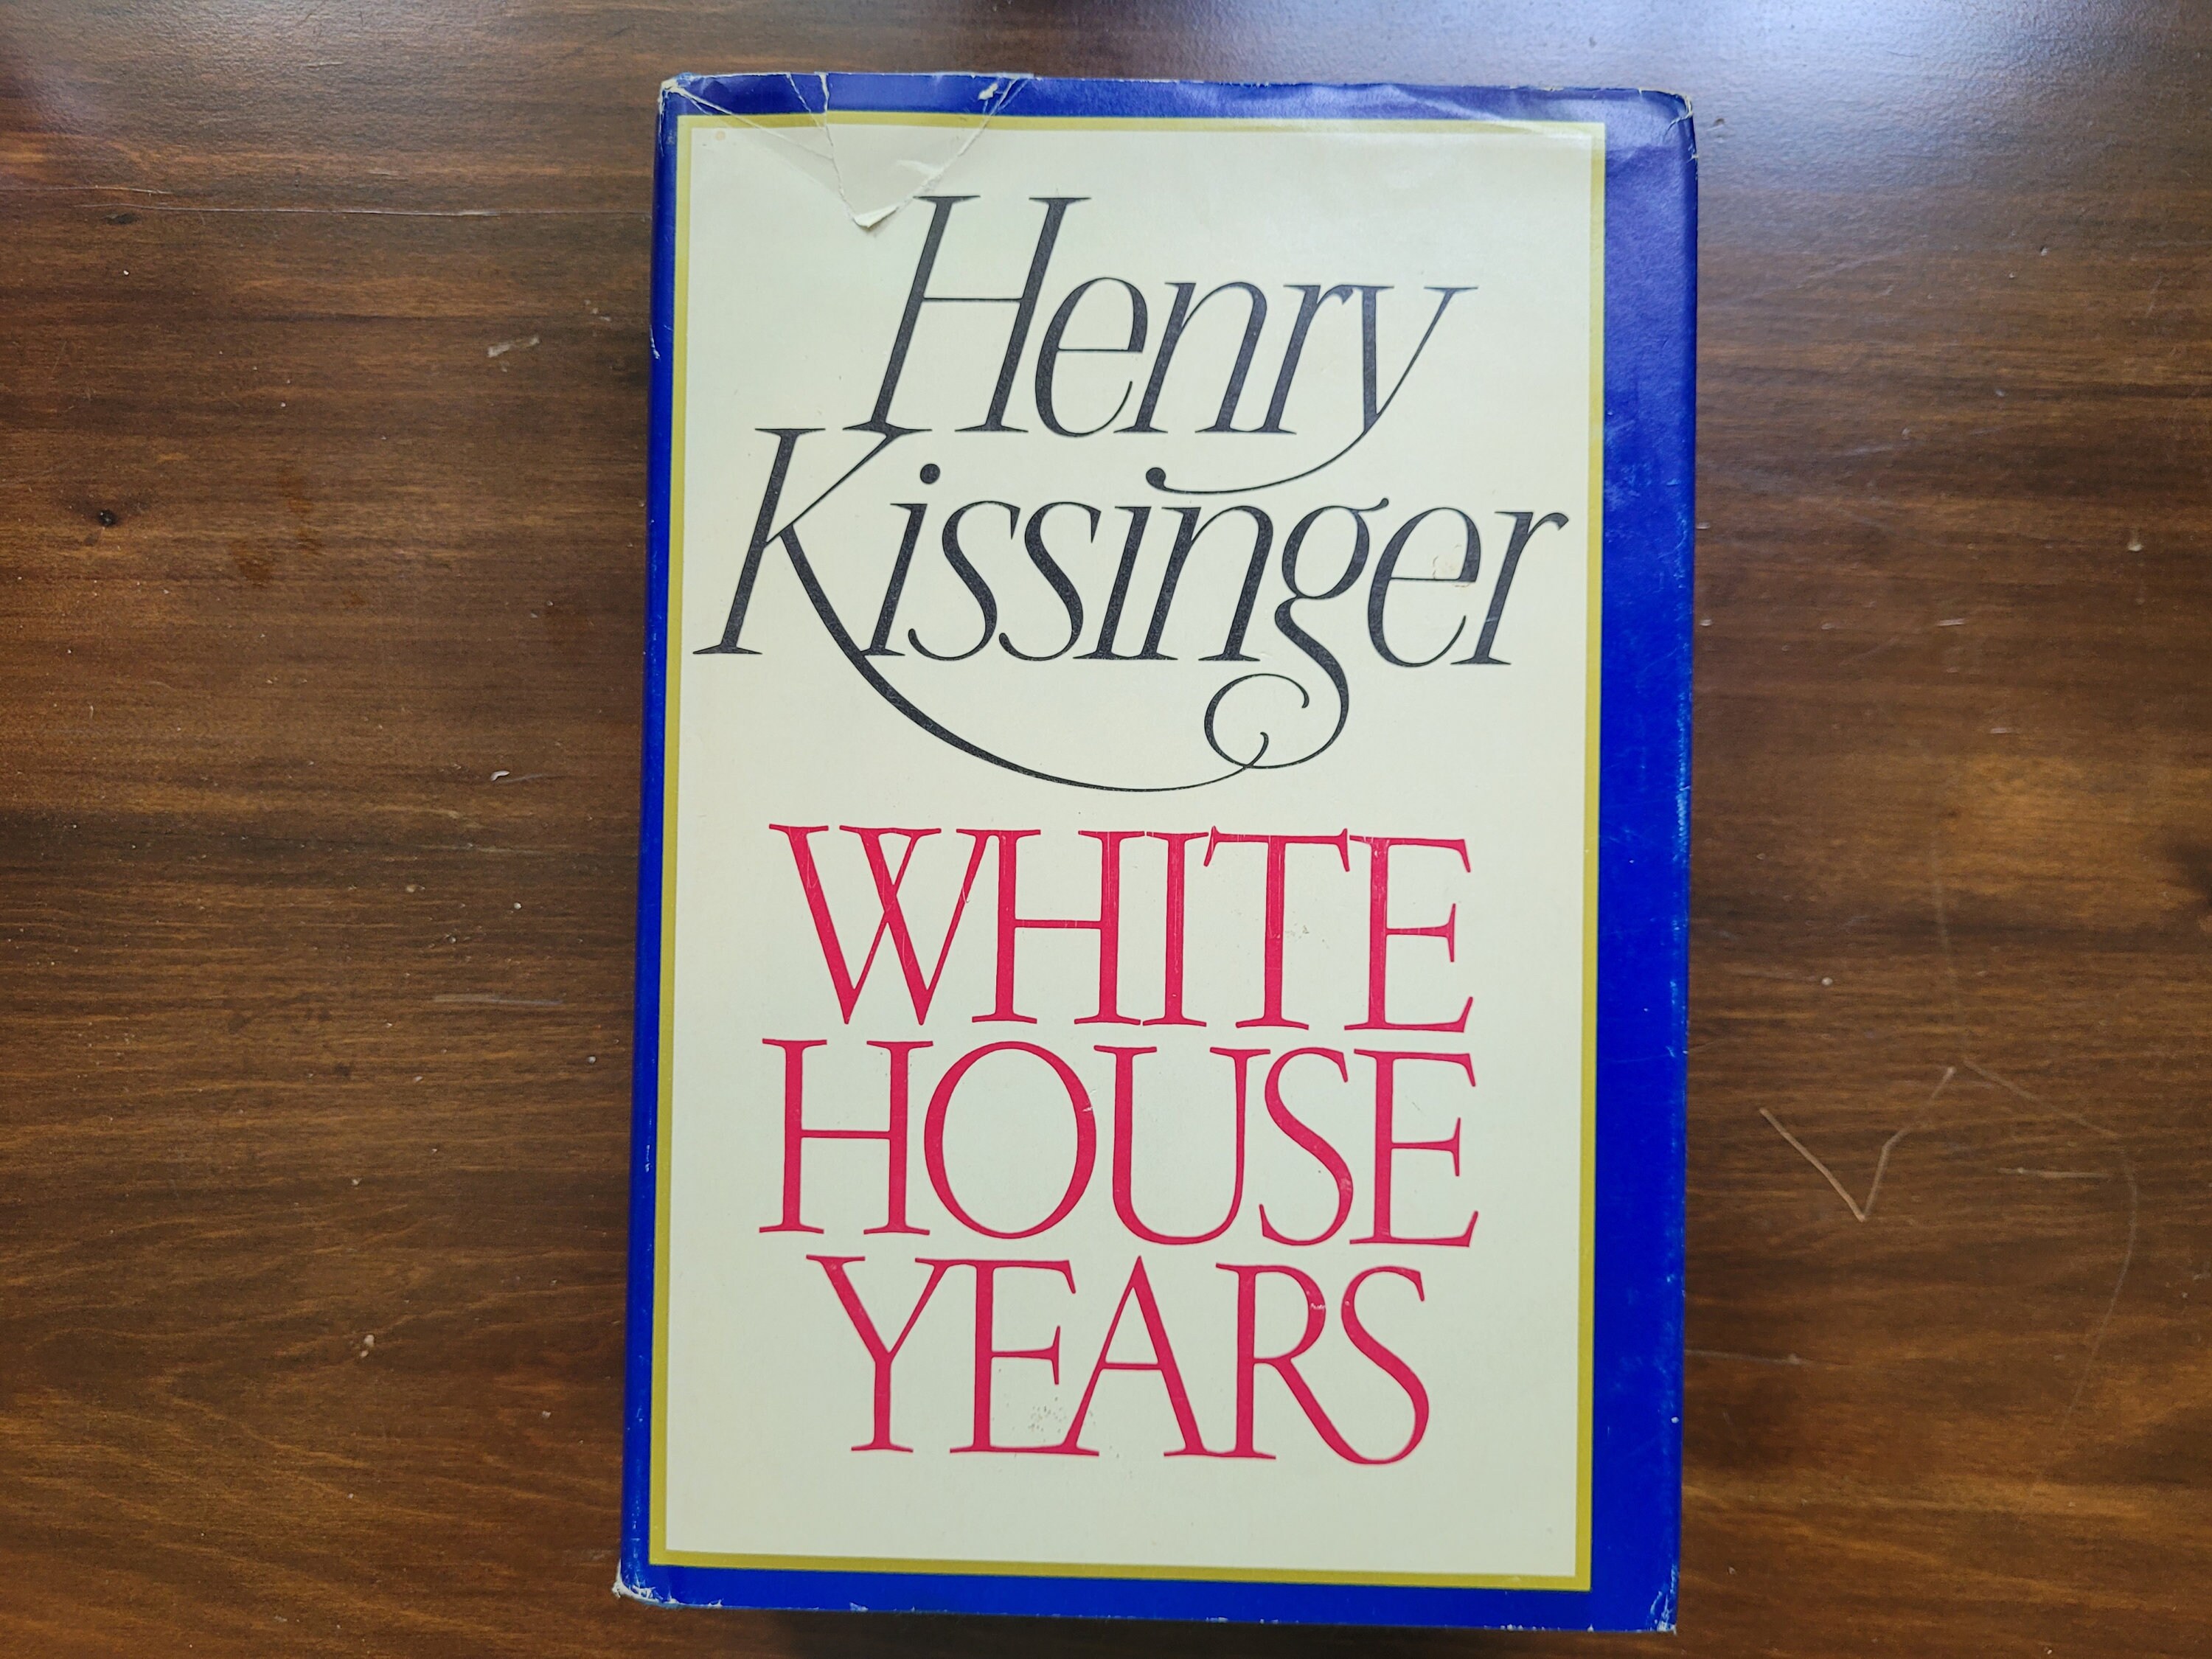 Henry
Kissinger
WHITE
HOUSE
YEARS